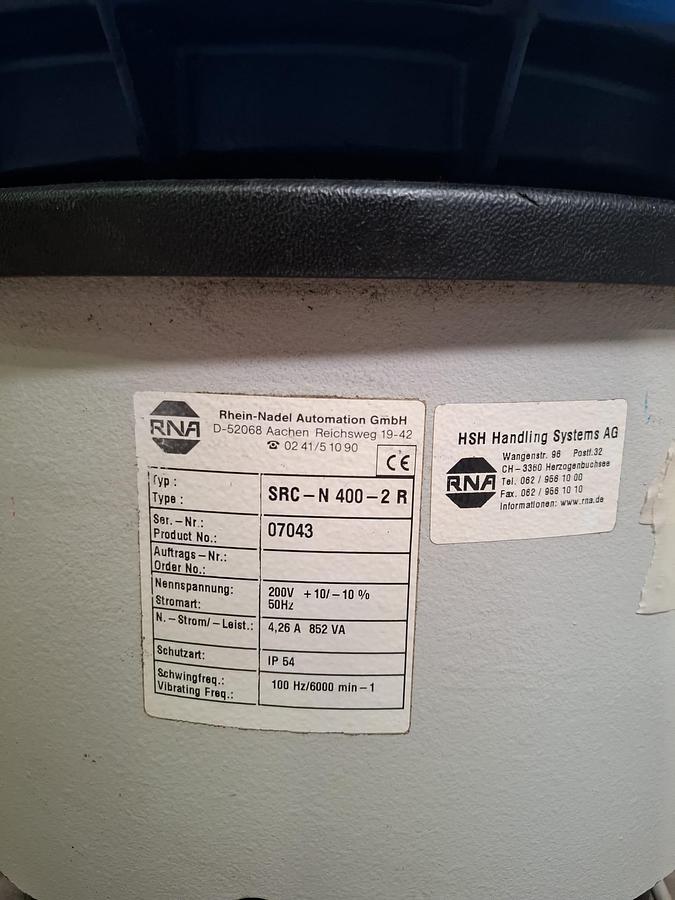 RNA
Rhein-Nadel Automation GmbH
D-52068 Aachen Reichsweg 19-42
☎ 02 41/5 10 90
CE
Typ :
Type :
SRC-N 400-2 R
Ser.-Nr.:
Product No.:
07043
Auftrags-Nr.:
Order No.:
Nennspannung:
Stromart:
200V +10/-10 %
50Hz
N.-Strom/-Leist.:
4,26 A 852 VA
Schutzart:
IP 54
Schwingfreq.:
Vibrating Freq.:
100 Hz/6000 min-1
HSH Handling Systems AG
Wangenstr. 96 Postf.32
CH-3360 Herzogenbuchsee
RNA
Tel. 062 / 956 10 00
Fax. 062 / 956 10 10
Informationen: www.rna.de